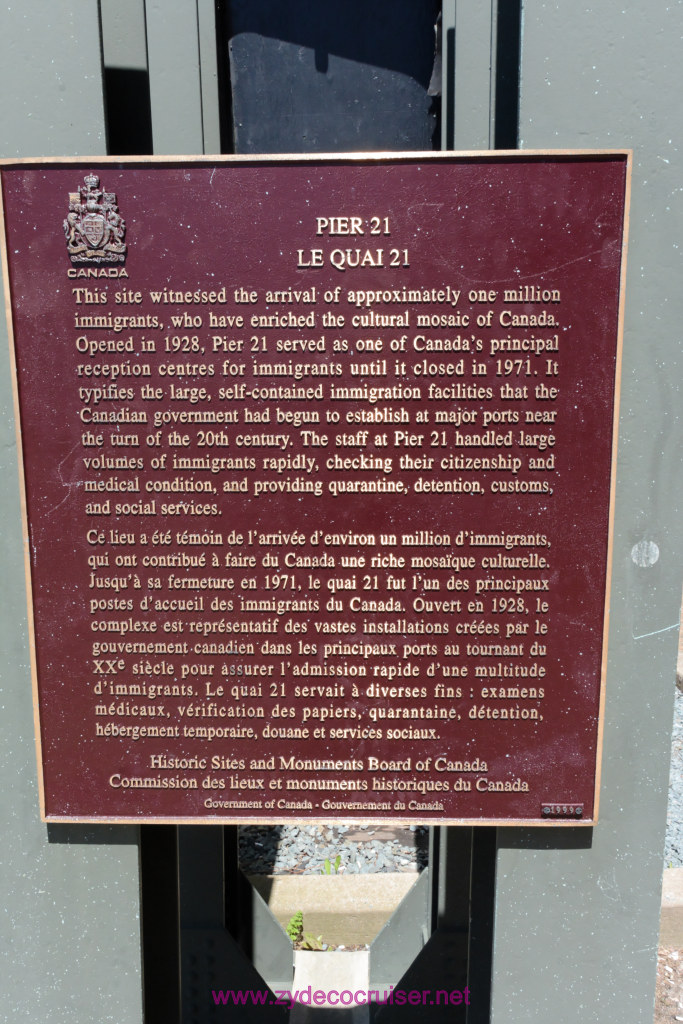 CANADA
PIER 21
LE QUAI 21
This site witnessed the arrival of approximately one million
immigrants, who have enriched the cultural mosaic of Canada.
Opened in 1928, Pier 21 served as one of Canada's principal
reception centres for immigrants until it closed in 1971. It
typifies the large, self-contained immigration facilities that the
Canadian government had begun to establish at major ports near
the turn of the 20th century. The staff at Pier 21 handled large
volumes of immigrants rapidly, checking their citizenship and
medical condition, and providing quarantine, detention, customs,
and social services.
Ce lieu a été témoin de l'arrivée d'environ un million d'immigrants,
qui ont contribué à faire du Canada une riche mosaïque culturelle.
Jusqu'à sa fermeture en 1971, le quai 21 fut l'un des principaux
postes d'accueil des immigrants du Canada. Ouvert en 1928, le
complexe est représentatif des vastes installations créées par le
gouvernement canadien dans les principaux ports au tournant du
XXe siècle pour assurer l'admission rapide d'une multitude
d'immigrants. Le quai 21 servait à diverses fins : examens
médicaux, vérification des papiers, quarantaine, détention,
hébergement temporaire, douane et services sociaux.
Historic Sites and Monuments Board of Canada
Commission des lieux et monuments historiques du Canada
Government of Canada - Gouvernement du Canada
1999
www.zydecocruiser.net